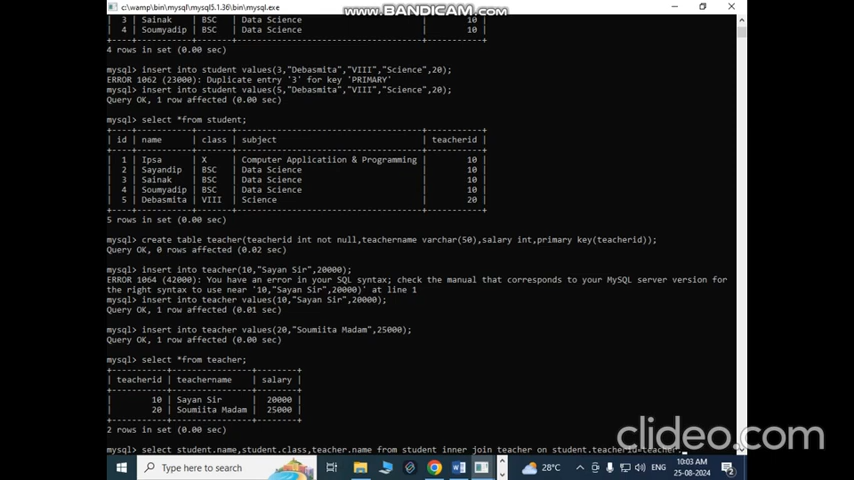 c:\wamp\bin\mysql\mysql5.1.36\bin\mysql.exe
www.BANDICAM.com
| 3 | Sainak | BSC | Data Science | 10 |
| 4 | Soumyadip | BSC | Data Science | 10 |
4 rows in set (0.00 sec)
mysql> insert into student values(3,"Debasmita","VIII","Science",20);
ERROR 1062 (23000): Duplicate entry '3' for key 'PRIMARY'
mysql> insert into student values(5,"Debasmita","VIII","Science",20);
Query OK, 1 row affected (0.00 sec)
mysql> select *from student;
| id | name | class | subject | teacherid |
| 1 | Ipsa | X | Computer Applicatiion & Programming | 10 |
| 2 | Sayandip | BSC | Data Science | 10 |
| 3 | Sainak | BSC | Data Science | 10 |
| 4 | Soumyadip | BSC | Data Science | 10 |
| 5 | Debasmita | VIII | Science | 20 |
5 rows in set (0.00 sec)
mysql> create table teacher(teacherid int not null,teachername varchar(50),salary int,primary key(teacherid));
Query OK, 0 rows affected (0.02 sec)
mysql> insert into teacher(10,"Sayan Sir",20000);
ERROR 1064 (42000): You have an error in your SQL syntax; check the manual that corresponds to your MySQL server version for
the right syntax to use near '10,"Sayan Sir",20000)' at line 1
mysql> insert into teacher values(10,"Sayan Sir",20000);
Query OK, 1 row affected (0.01 sec)
mysql> insert into teacher values(20,"Soumiita Madam",25000);
Query OK, 1 row affected (0.00 sec)
mysql> select *from teacher;
| teacherid | teachername | salary |
| 10 | Sayan Sir | 20000 |
| 20 | Soumiita Madam | 25000 |
2 rows in set (0.00 sec)
mysql> select student.name,student.class,teacher.name from student inner join teacher on student.teacherid=teacher.
clideo.com
Type here to search
28°C
ENG
10:03 AM
25-08-2024
2